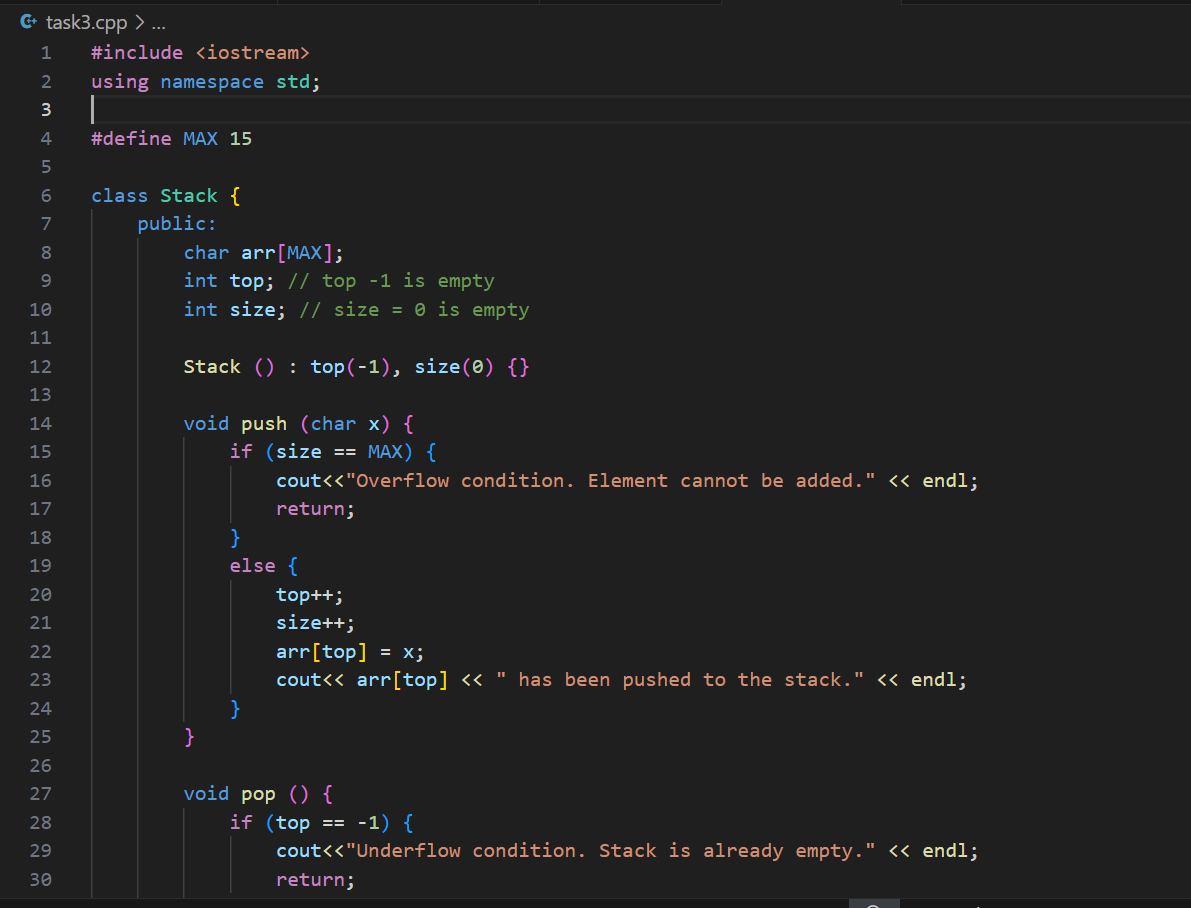 task3.cpp > ...
1 #include <iostream>
2 using namespace std;
3
4 #define MAX 15
5
6 class Stack {
7     public:
8         char arr[MAX];
9         int top; // top -1 is empty
10         int size; // size = 0 is empty
11
12         Stack () : top(-1), size(0) {}
13
14         void push (char x) {
15             if (size == MAX) {
16                 cout<<"Overflow condition. Element cannot be added." << endl;
17                 return;
18             }
19             else {
20                 top++;
21                 size++;
22                 arr[top] = x;
23                 cout<< arr[top] << " has been pushed to the stack." << endl;
24             }
25         }
26
27         void pop () {
28             if (top == -1) {
29                 cout<<"Underflow condition. Stack is already empty." << endl;
30                 return;